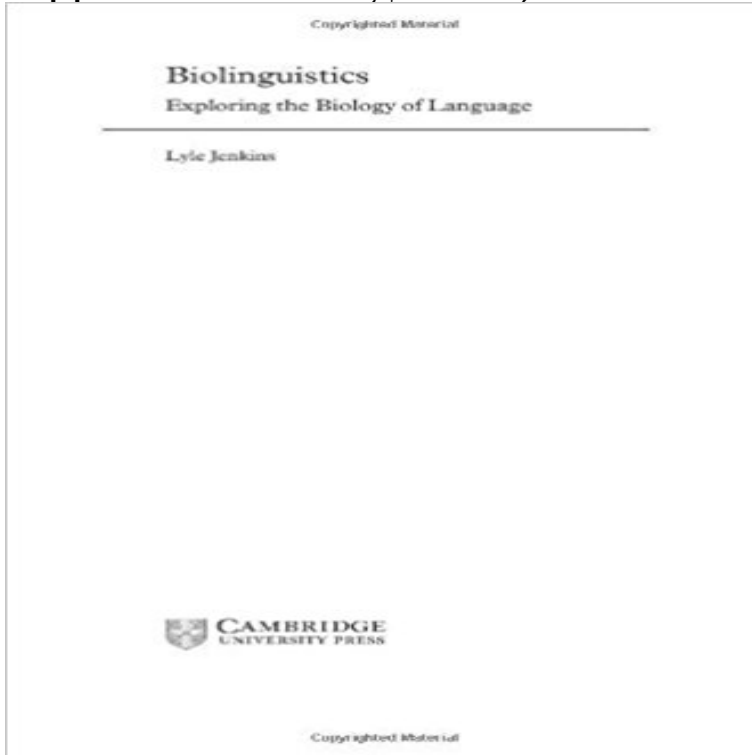 Copyrighted Material
Biolinguistics
Exploring the Biology of Language
Lyle Jenkins
CAMBRIDGE
UNIVERSITY PRESS
Copyrighted Material